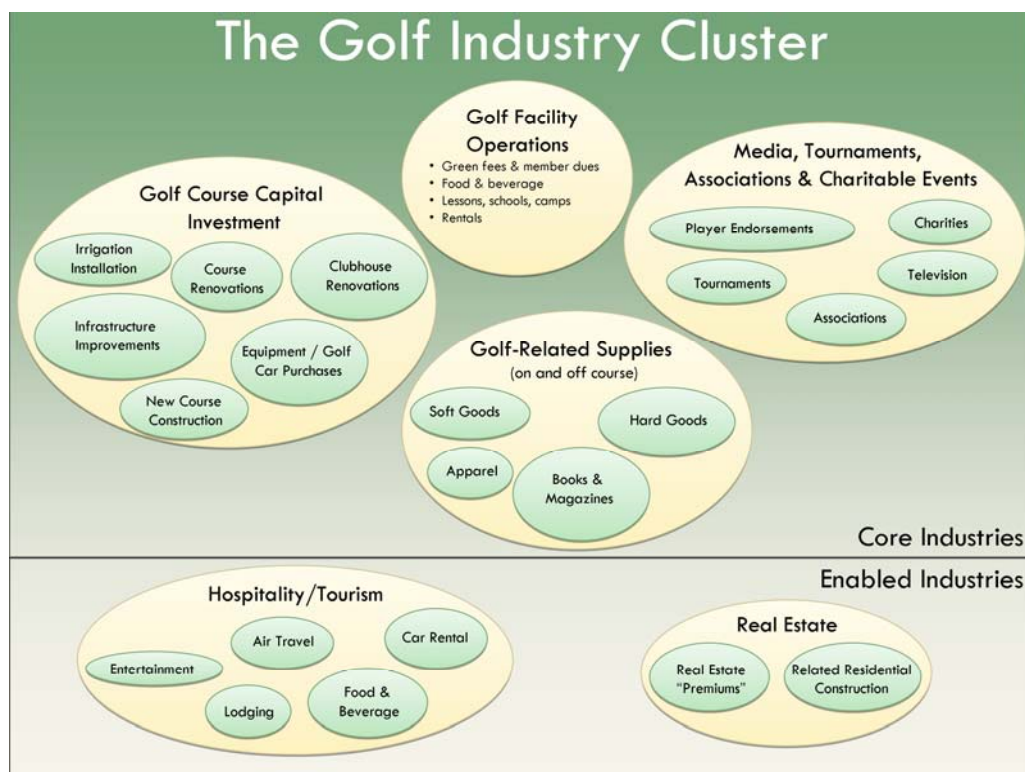 The Golf Industry Cluster
Golf Facility
Operations
• Green fees & member dues
• Food & beverage
• Lessons, schools, camps
• Rentals
Golf Course Capital
Investment
Irrigation
Installation
Course
Renovations
Clubhouse
Renovations
Infrastructure
Improvements
Equipment / Golf
Car Purchases
New Course
Construction
Media, Tournaments,
Associations & Charitable Events
Player Endorsements
Charities
Tournaments
Television
Associations
Golf-Related Supplies
(on and off course)
Soft Goods
Hard Goods
Apparel
Books &
Magazines
Core Industries
Enabled Industries
Hospitality/Tourism
Air Travel
Car Rental
Entertainment
Lodging
Food &
Beverage
Real Estate
Real Estate
"Premiums"
Related Residential
Construction